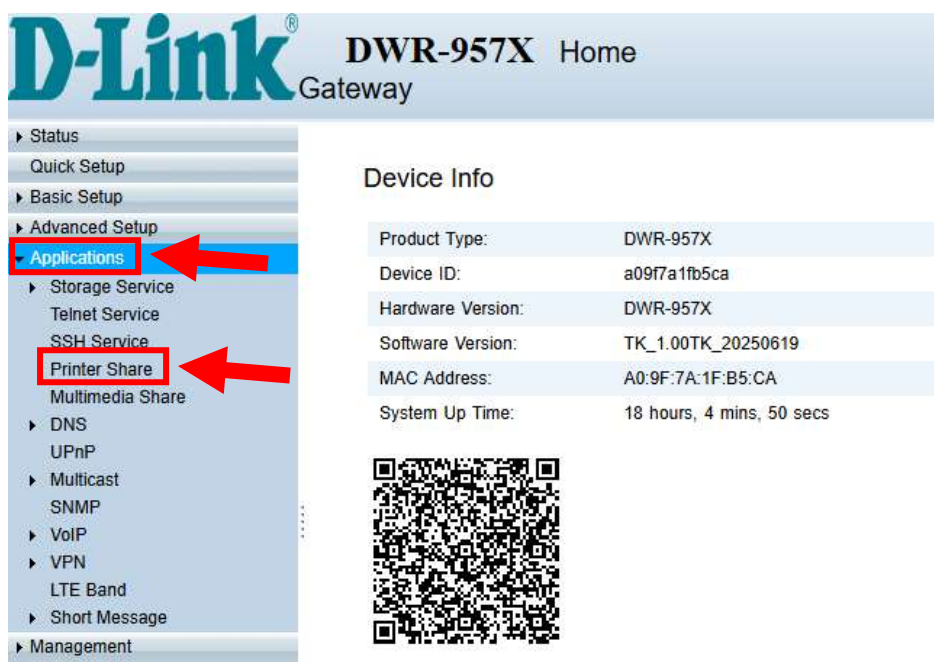 D-Link®
DWR-957X Home
Gateway
Status
Quick Setup
Basic Setup
Advanced Setup
Applications
Storage Service
Telnet Service
SSH Service
Printer Share
Multimedia Share
DNS
UPnP
Multicast
SNMP
VoIP
VPN
LTE Band
Short Message
Management
Device Info
Product Type: DWR-957X
Device ID: a09f7a1fb5ca
Hardware Version: DWR-957X
Software Version: TK_1.00TK_20250619
MAC Address: A0:9F:7A:1F:B5:CA
System Up Time: 18 hours, 4 mins, 50 secs